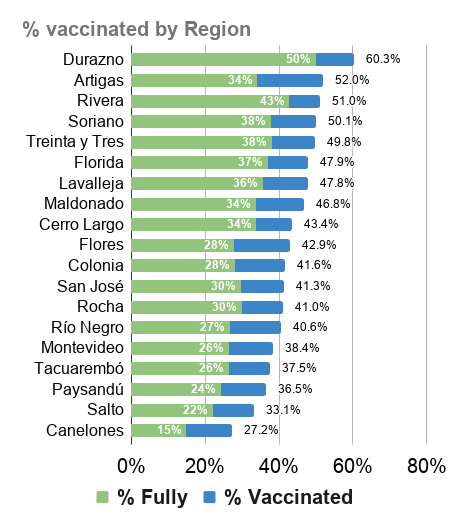 % vaccinated by Region
Durazno 50% 60.3%
Artigas 34% 52.0%
Rivera 43% 51.0%
Soriano 38% 50.1%
Treinta y Tres 38% 49.8%
Florida 37% 47.9%
Lavalleja 36% 47.8%
Maldonado 34% 46.8%
Cerro Largo 34% 43.4%
Flores 28% 42.9%
Colonia 28% 41.6%
San José 30% 41.3%
Rocha 30% 41.0%
Río Negro 27% 40.6%
Montevideo 26% 38.4%
Tacuarembó 26% 37.5%
Paysandú 24% 36.5%
Salto 22% 33.1%
Canelones 15% 27.2%
0% 20% 40% 60% 80%
% Fully % Vaccinated